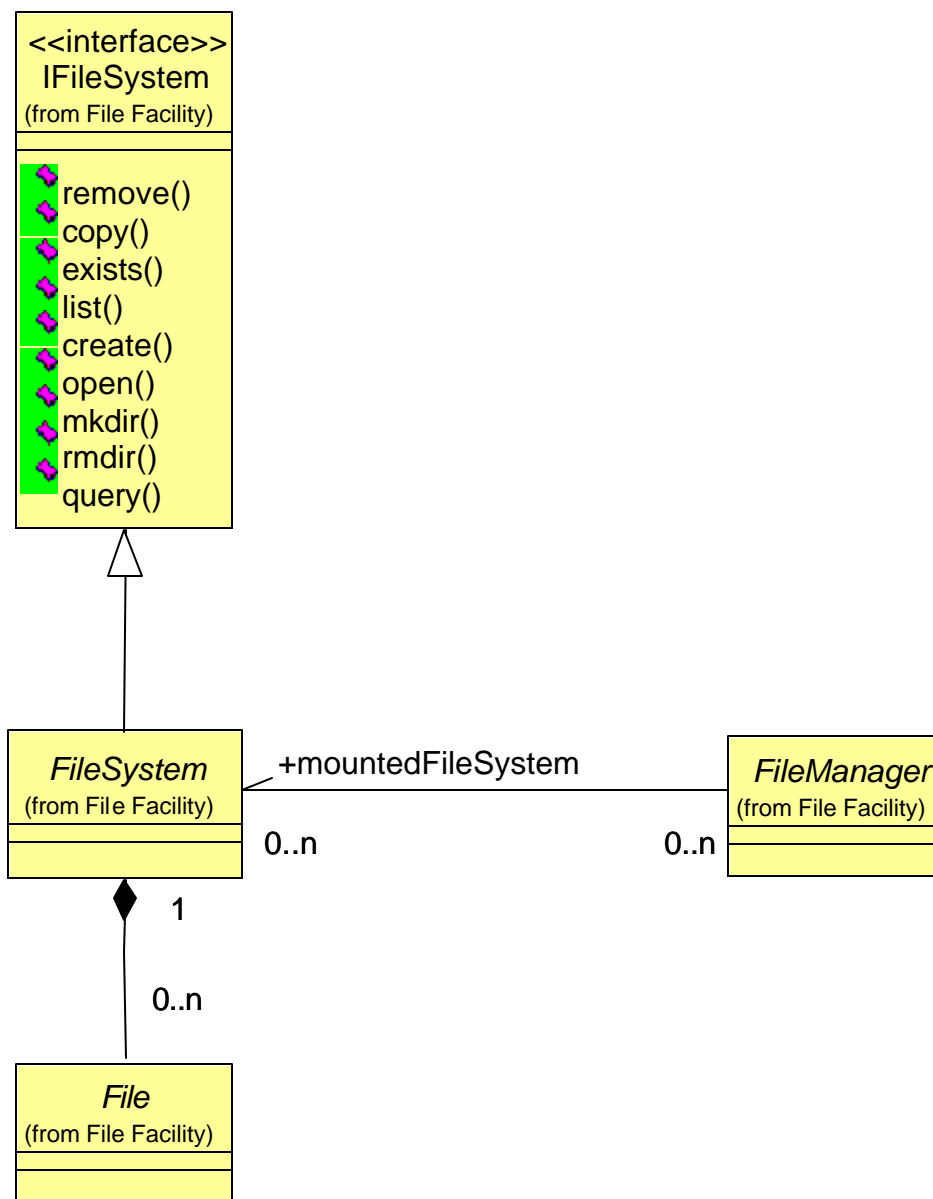 <<interface>>
IFileSystem
(from File Facility)
remove()
copy()
exists()
list()
create()
open()
mkdir()
rmdir()
query()
FileSystem
(from File Facility)
+mountedFileSystem
0..n
0..n
FileManager
(from File Facility)
1
0..n
File
(from File Facility)